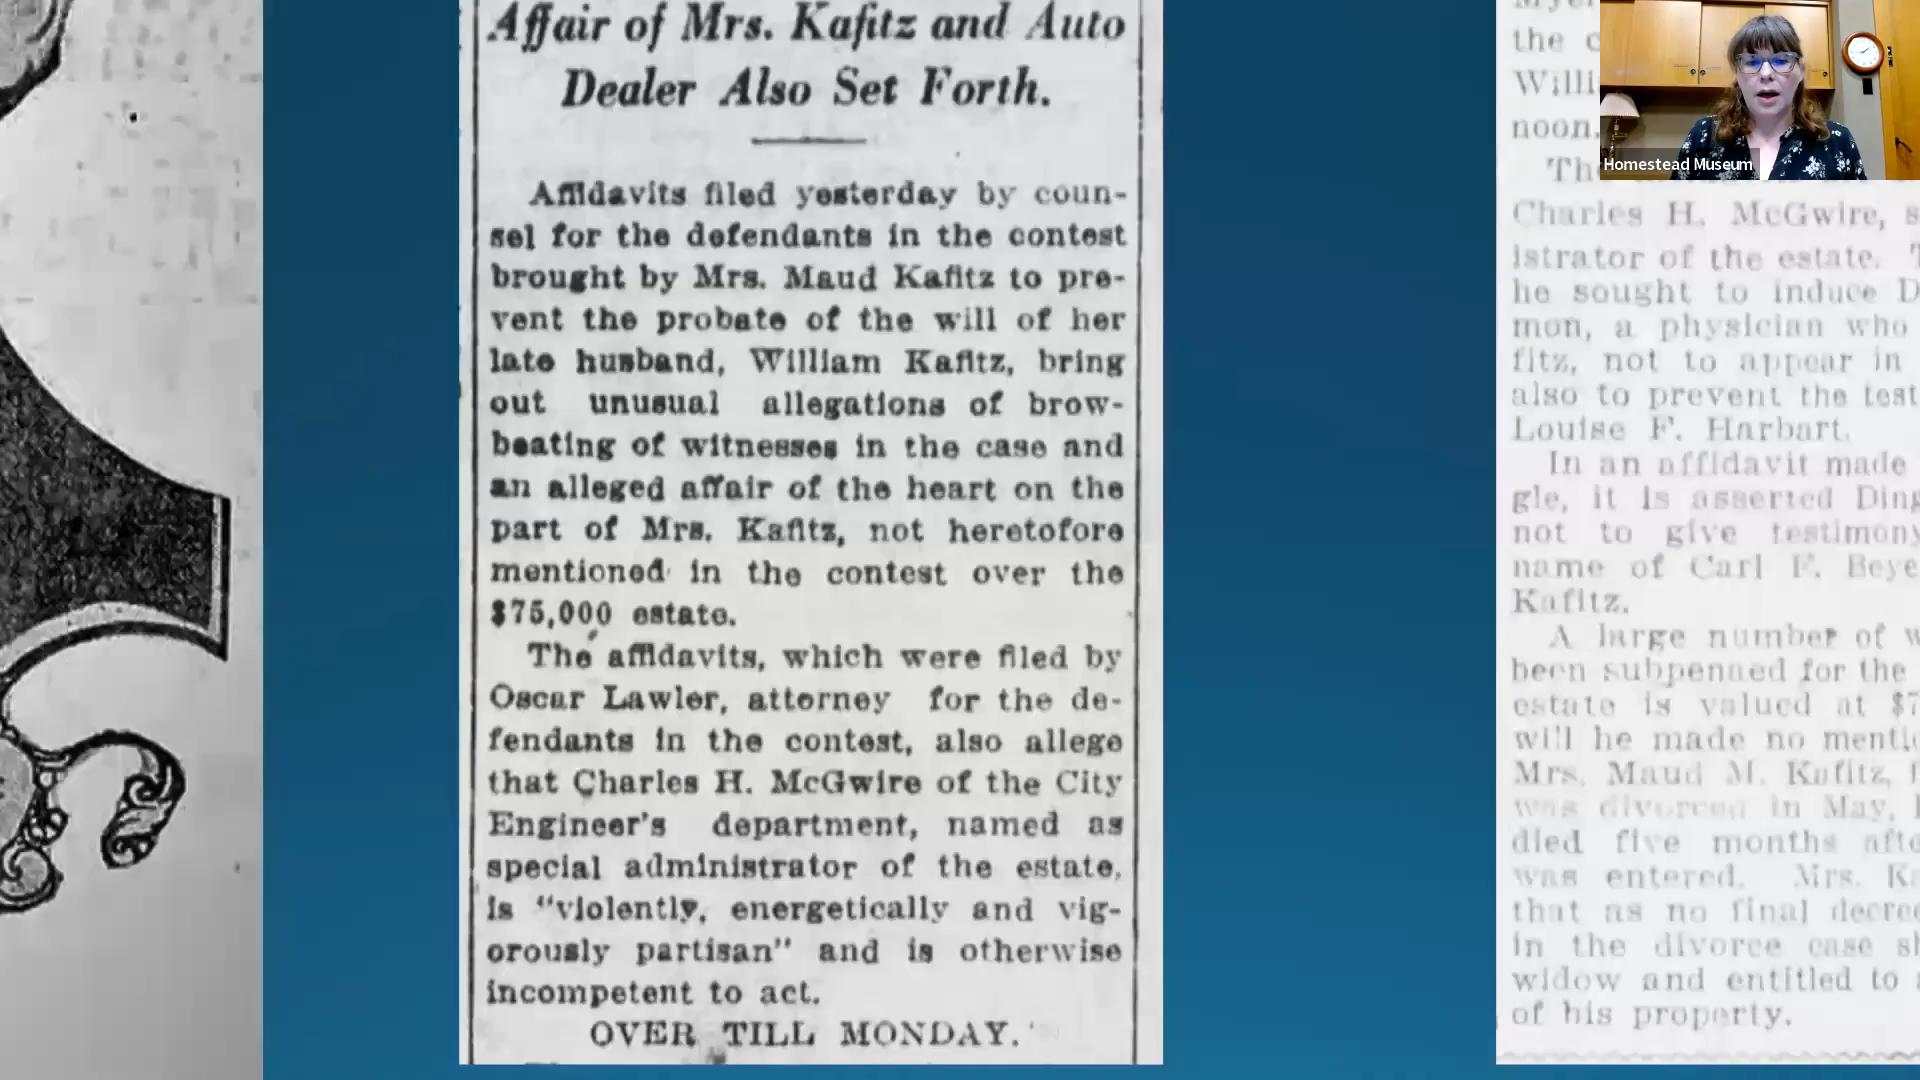 Affair of Mrs. Kafitz and Auto
Dealer Also Set Forth.
Affidavits filed yesterday by coun-
sel for the defendants in the contest
brought by Mrs. Maud Kafitz to pre-
vent the probate of the will of her
late husband, William Kafitz, bring
out unusual allegations of brow-
beating of witnesses in the case and
an alleged affair of the heart on the
part of Mrs. Kafitz, not heretofore
mentioned in the contest over the
$75,000 estate.
The affidavits, which were filed by
Oscar Lawler, attorney for the de-
fendants in the contest, also allege
that Charles H. McGwire of the City
Engineer's department, named as
special administrator of the estate,
is "violently, energetically and vig-
orously partisan" and is otherwise
incompetent to act.
OVER TILL MONDAY.
the
noon,
Charles H. McGwire,
istrator of the estate.
he sought to induce
mon, a physician who
fitz, not to appear in
also to prevent the
Louise F. Harbart.
In an affidavit made
gle, it is asserted
not to give testimony
name of Carl F.
Kafitz.
A large number of
been subpenaed for the
estate is valued at
will he made no
Mrs. Maud M. Kafitz,
was divorced in May,
died five months
was entered. Mrs.
that as no final decree
in the divorce case
widow and entitled to
of his property.
Homestead Museum